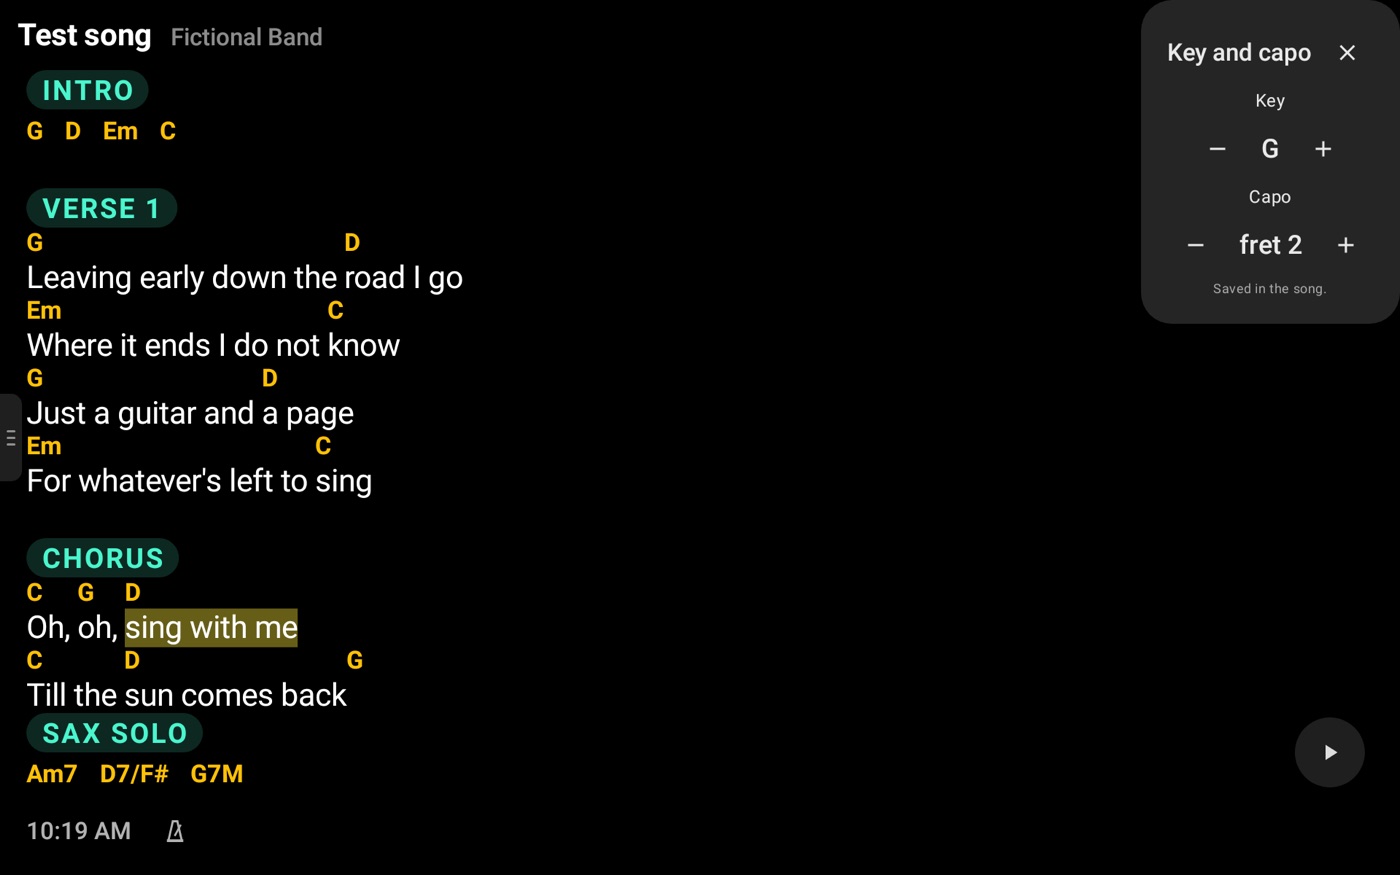 Test song Fictional Band
INTRO
G D Em C
VERSE 1
G D
Leaving early down the road I go
Em C
Where it ends I do not know
G D
Just a guitar and a page
Em C
For whatever's left to sing
CHORUS
C G D
Oh, oh, sing with me
C D G
Till the sun comes back
SAX SOLO
Am7 D7/F# G7M
10:19 AM
Key and capo
Key
− G +
Capo
− fret 2 +
Saved in the song.